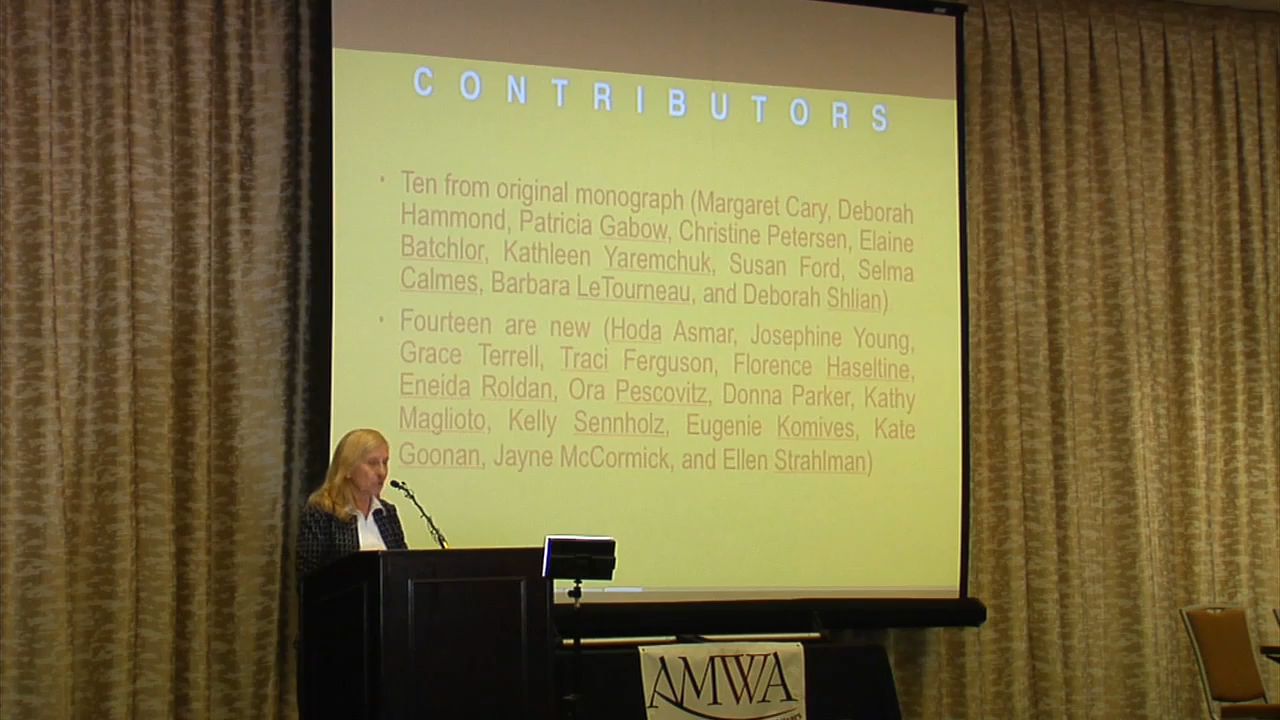 CONTRIBUTORS
• Ten from original monograph (Margaret Cary, Deborah
Hammond, Patricia Gabow, Christine Petersen, Elaine
Batchlor, Kathleen Yaremchuk, Susan Ford, Selma
Calmes, Barbara LeTourneau, and Deborah Shlian)
• Fourteen are new (Hoda Asmar, Josephine Young,
Grace Terrell, Traci Ferguson, Florence Haseltine,
Eneida Roldan, Ora Pescovitz, Donna Parker, Kathy
Maglioto, Kelly Sennholz, Eugenie Komives, Kate
Goonan, Jayne McCormick, and Ellen Strahlman)
AMWA